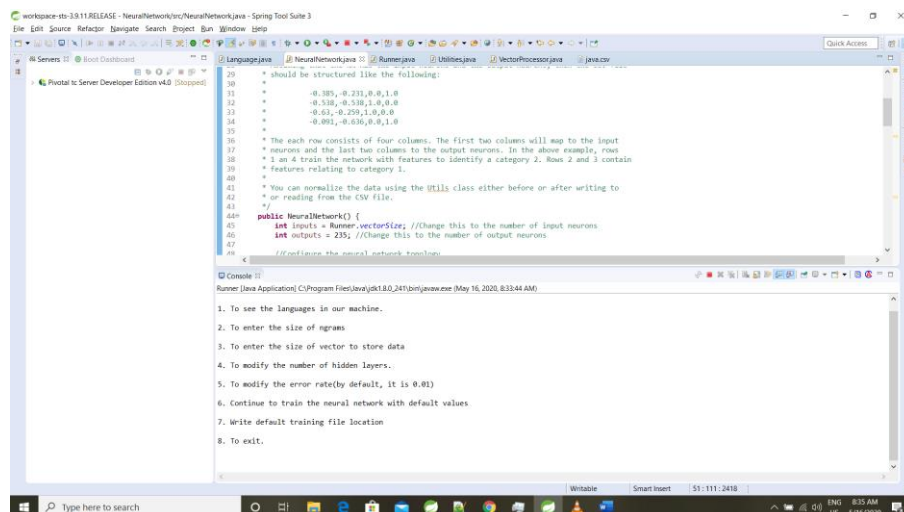 workspace-sts-3.9.11.RELEASE - NeuralNetwork/src/NeuralNetwork.java - Spring Tool Suite 3
File Edit Source Refactor Navigate Search Project Run Window Help
Quick Access
Servers Boot Dashboard
Language.java NeuralNetwork.java Runner.java Utilities.java VectorProcessor.java java.csv
Pivotal tc Server Developer Edition v4.0 [Stopped]
29 * should be structured like the following:
30 *
31 * -0.385,-0.231,0.0,1.0
32 * -0.538,-0.538,1.0,0.0
33 * -0.63,-0.259,1.0,0.0
34 * -0.091,-0.636,0.0,1.0
35 *
36 * The each row consists of four columns. The first two columns will map to the input
37 * neurons and the last two columns to the output neurons. In the above example, rows
38 * 1 an 4 train the network with features to identify a category 2. Rows 2 and 3 contain
39 * features relating to category 1.
40 *
41 * You can normalize the data using the Utils class either before or after writing to
42 * or reading from the CSV file.
43 */
44 public NeuralNetwork() {
45 int inputs = Runner.vectorSize; //Change this to the number of input neurons
46 int outputs = 235; //Change this to the number of output neurons
47
//Configure the neural network topology
Console
Runner [Java Application] C:\Program Files\Java\jdk1.8.0_241\bin\javaw.exe (May 16, 2020, 8:33:44 AM)
1. To see the languages in our machine.
2. To enter the size of ngrams
3. To enter the size of vector to store data
4. To modify the number of hidden layers.
5. To modify the error rate(by default, it is 0.01)
6. Continue to train the neural network with default values
7. Write default training file location
8. To exit.
Writable Smart Insert 51 : 111 : 2418
Type here to search
ENG 8:35 AM